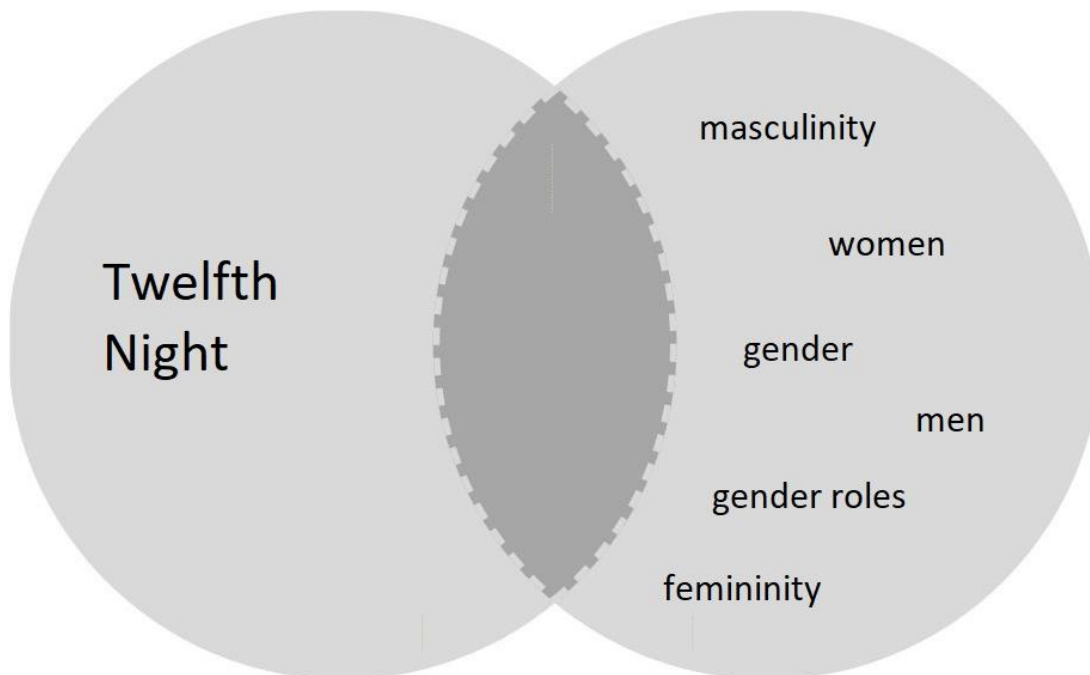 Twelfth
Night
masculinity
women
gender
men
gender roles
femininity